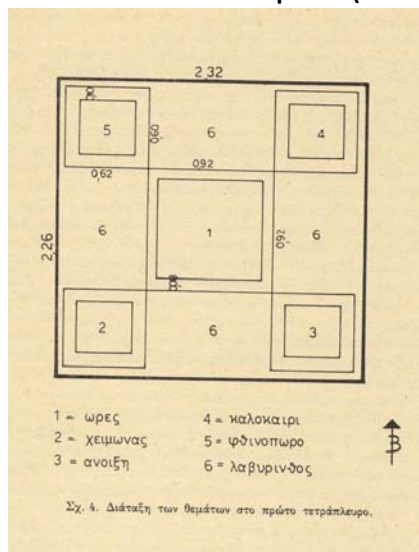 2,32
5
6
4
0,60
0,62
0,92
6
1
6
0,92
2,26
2
6
3
1 = ωρες
4 = καλοκαιρι
2 = χειμωνας
5 = φθινοπωρο
3 = ανοιξη
6 = λαβυρινθος
Β
Σχ. 4. Διάταξη των θεμάτων στο πρώτο τετράπλευρο.